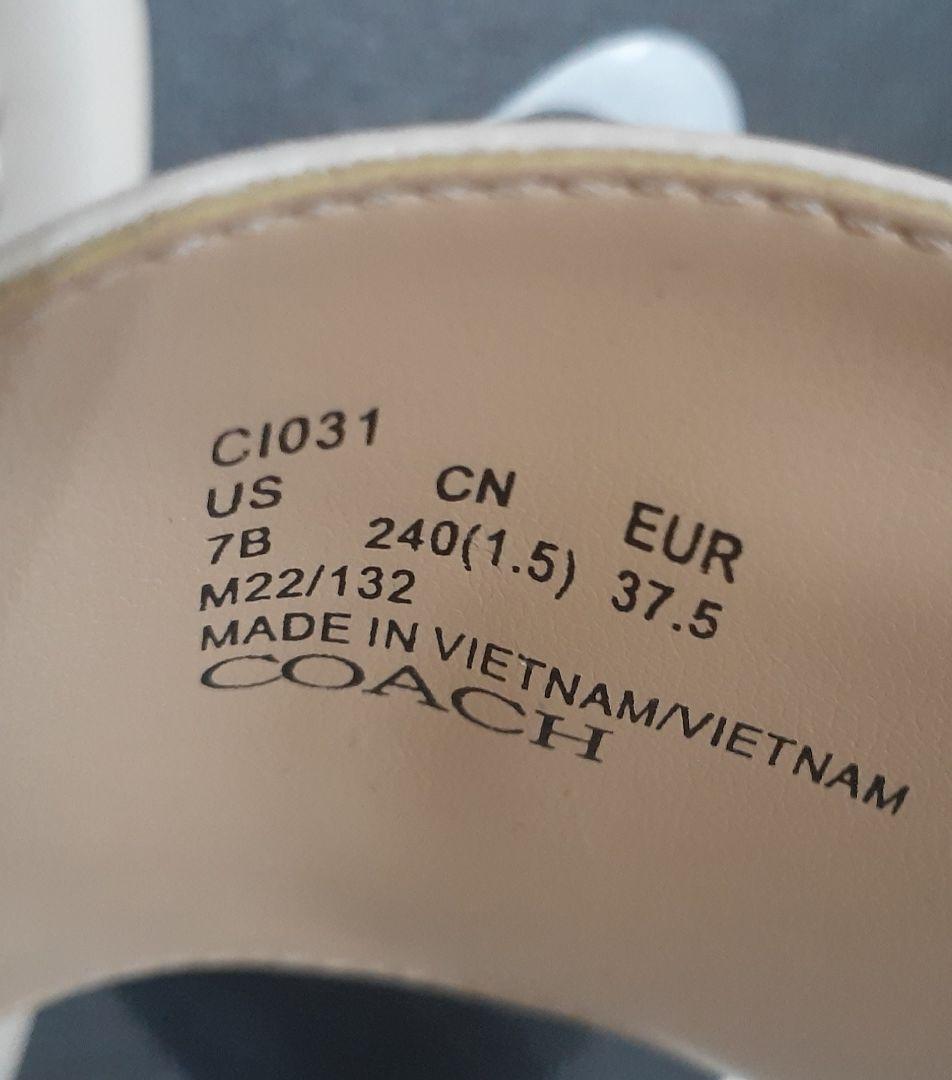 CI031
US CN EUR
7B 240(1.5) 37.5
M22/132
MADE IN VIETNAM/VIETNAM
COACH